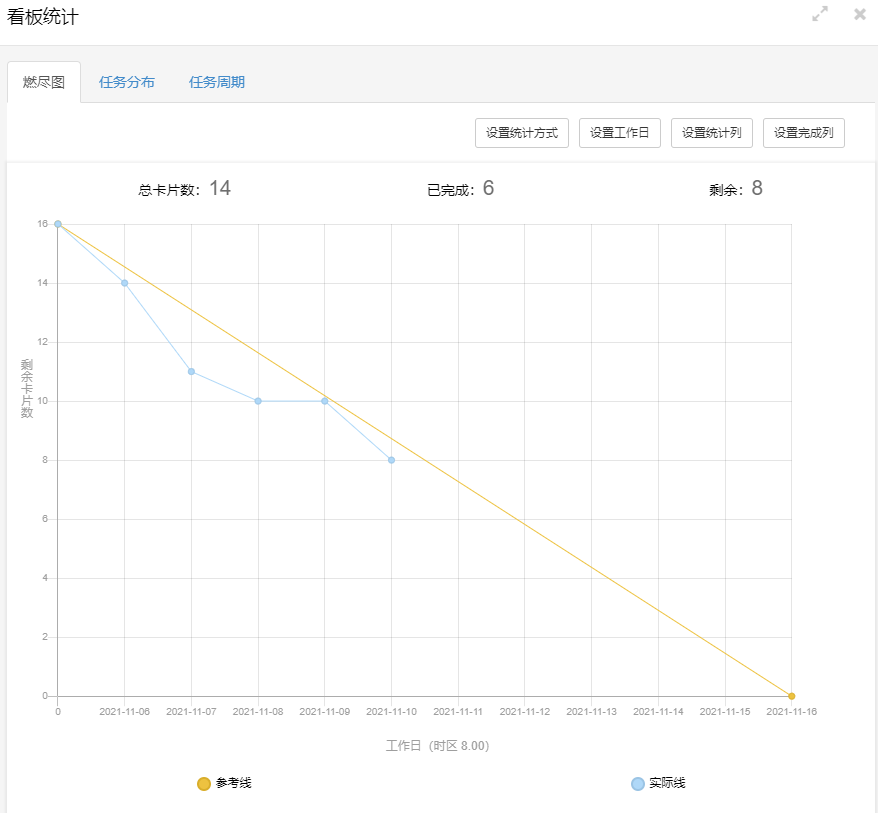 看板统计
燃尽图 任务分布 任务周期
设置统计方式 设置工作日 设置统计列 设置完成列
总卡片数: 14 已完成: 6 剩余: 8
16
14
12
10
8
6
4
2
0
剩余卡片数
0 2021-11-06 2021-11-07 2021-11-08 2021-11-09 2021-11-10 2021-11-11 2021-11-12 2021-11-13 2021-11-14 2021-11-15 2021-11-16
工作日（时区 8.00）
参考线 实际线